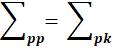 ∑pp = ∑pk